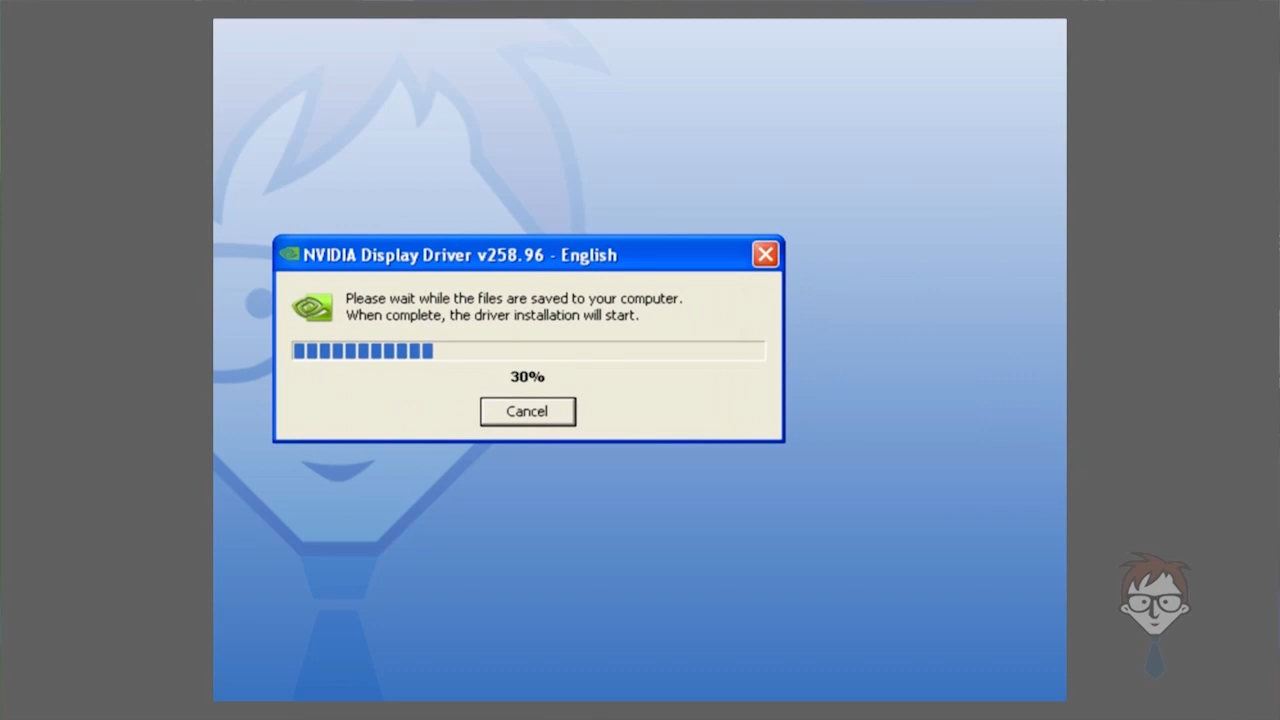 NVIDIA Display Driver v258.96 - English
Please wait while the files are saved to your computer.
When complete, the driver installation will start.
30%
Cancel